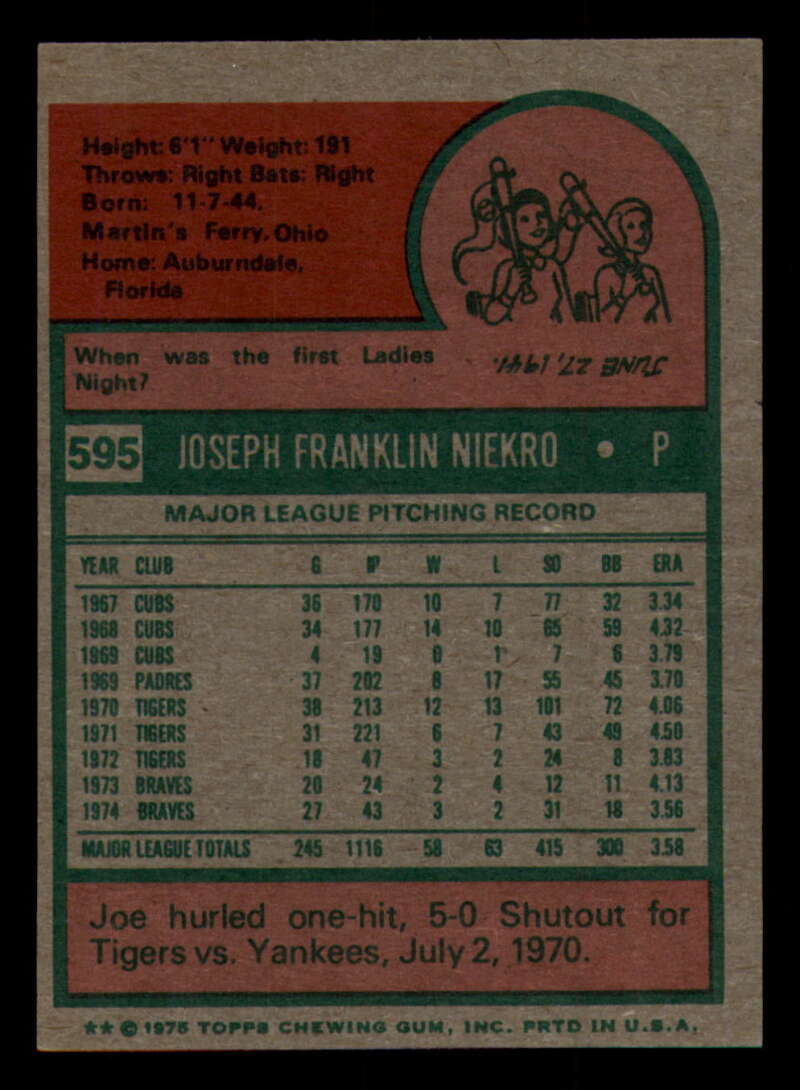 Height: 6'1" Weight: 191
Throws: Right Bats: Right
Born: 11-7-44.
Martin's Ferry, Ohio
Home: Auburndale,
Florida
When was the first Ladies
Night?
JUNE 27, 1941.
595 JOSEPH FRANKLIN NIEKRO • P
MAJOR LEAGUE PITCHING RECORD
YEAR CLUB G IP W L SO BB ERA
1967 CUBS 36 170 10 7 77 32 3.34
1968 CUBS 34 177 14 10 65 59 4.32
1969 CUBS 4 19 0 1 7 6 3.79
1969 PADRES 37 202 8 17 55 45 3.70
1970 TIGERS 38 213 12 13 101 72 4.06
1971 TIGERS 31 221 6 7 43 49 4.50
1972 TIGERS 18 47 3 2 24 8 3.83
1973 BRAVES 20 24 2 4 12 11 4.13
1974 BRAVES 27 43 3 2 31 18 3.56
MAJOR LEAGUE TOTALS 245 1116 58 63 415 300 3.58
Joe hurled one-hit, 5-0 Shutout for
Tigers vs. Yankees, July 2, 1970.
** © 1975 TOPPS CHEWING GUM, INC. PRTD IN U.S.A.